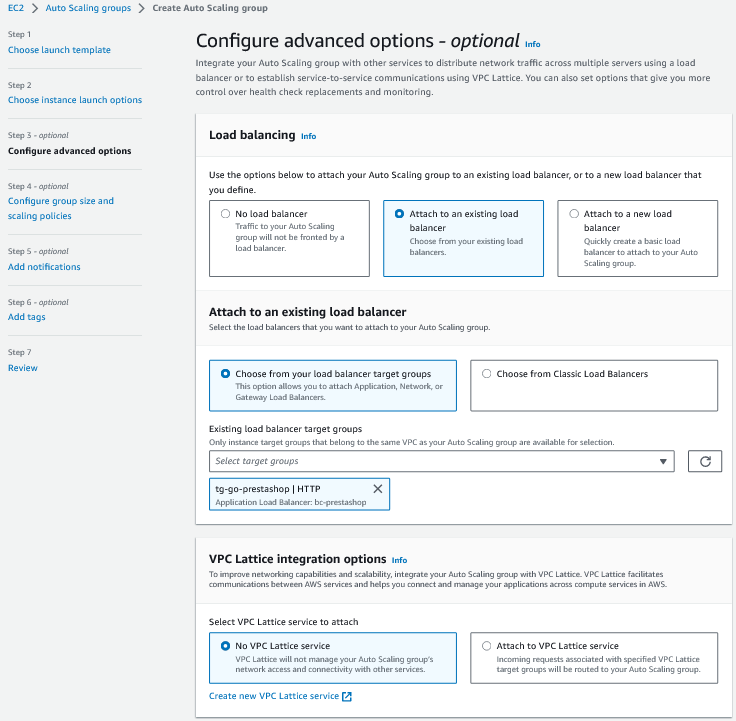 EC2 > Auto Scaling groups > Create Auto Scaling group
Step 1
Choose launch template
Step 2
Choose instance launch options
Step 3 - optional
Configure advanced options
Step 4 - optional
Configure group size and
scaling policies
Step 5 - optional
Add notifications
Step 6 - optional
Add tags
Step 7
Review
Configure advanced options - optional Info
Integrate your Auto Scaling group with other services to distribute network traffic across multiple servers using a load
balancer or to establish service-to-service communications using VPC Lattice. You can also set options that give you more
control over health check replacements and monitoring.
Load balancing Info
Use the options below to attach your Auto Scaling group to an existing load balancer, or to a new load balancer that
you define.
No load balancer
Traffic to your Auto Scaling
group will not be fronted by a
load balancer.
Attach to an existing load
balancer
Choose from your existing load
balancers.
Attach to a new load
balancer
Quickly create a basic load
balancer to attach to your Auto
Scaling group.
Attach to an existing load balancer
Select the load balancers that you want to attach to your Auto Scaling group.
Choose from your load balancer target groups
This option allows you to attach Application, Network, or
Gateway Load Balancers.
Choose from Classic Load Balancers
Existing load balancer target groups
Only instance target groups that belong to the same VPC as your Auto Scaling group are available for selection.
Select target groups
tg-go-prestashop | HTTP
Application Load Balancer: bc-prestashop
VPC Lattice integration options Info
To improve networking capabilities and scalability, integrate your Auto Scaling group with VPC Lattice. VPC Lattice facilitates
communications between AWS services and helps you connect and manage your applications across compute services in AWS.
Select VPC Lattice service to attach
No VPC Lattice service
VPC Lattice will not manage your Auto Scaling group's
network access and connectivity with other services.
Attach to VPC Lattice service
Incoming requests associated with specified VPC Lattice
target groups will be routed to your Auto Scaling group.
Create new VPC Lattice service